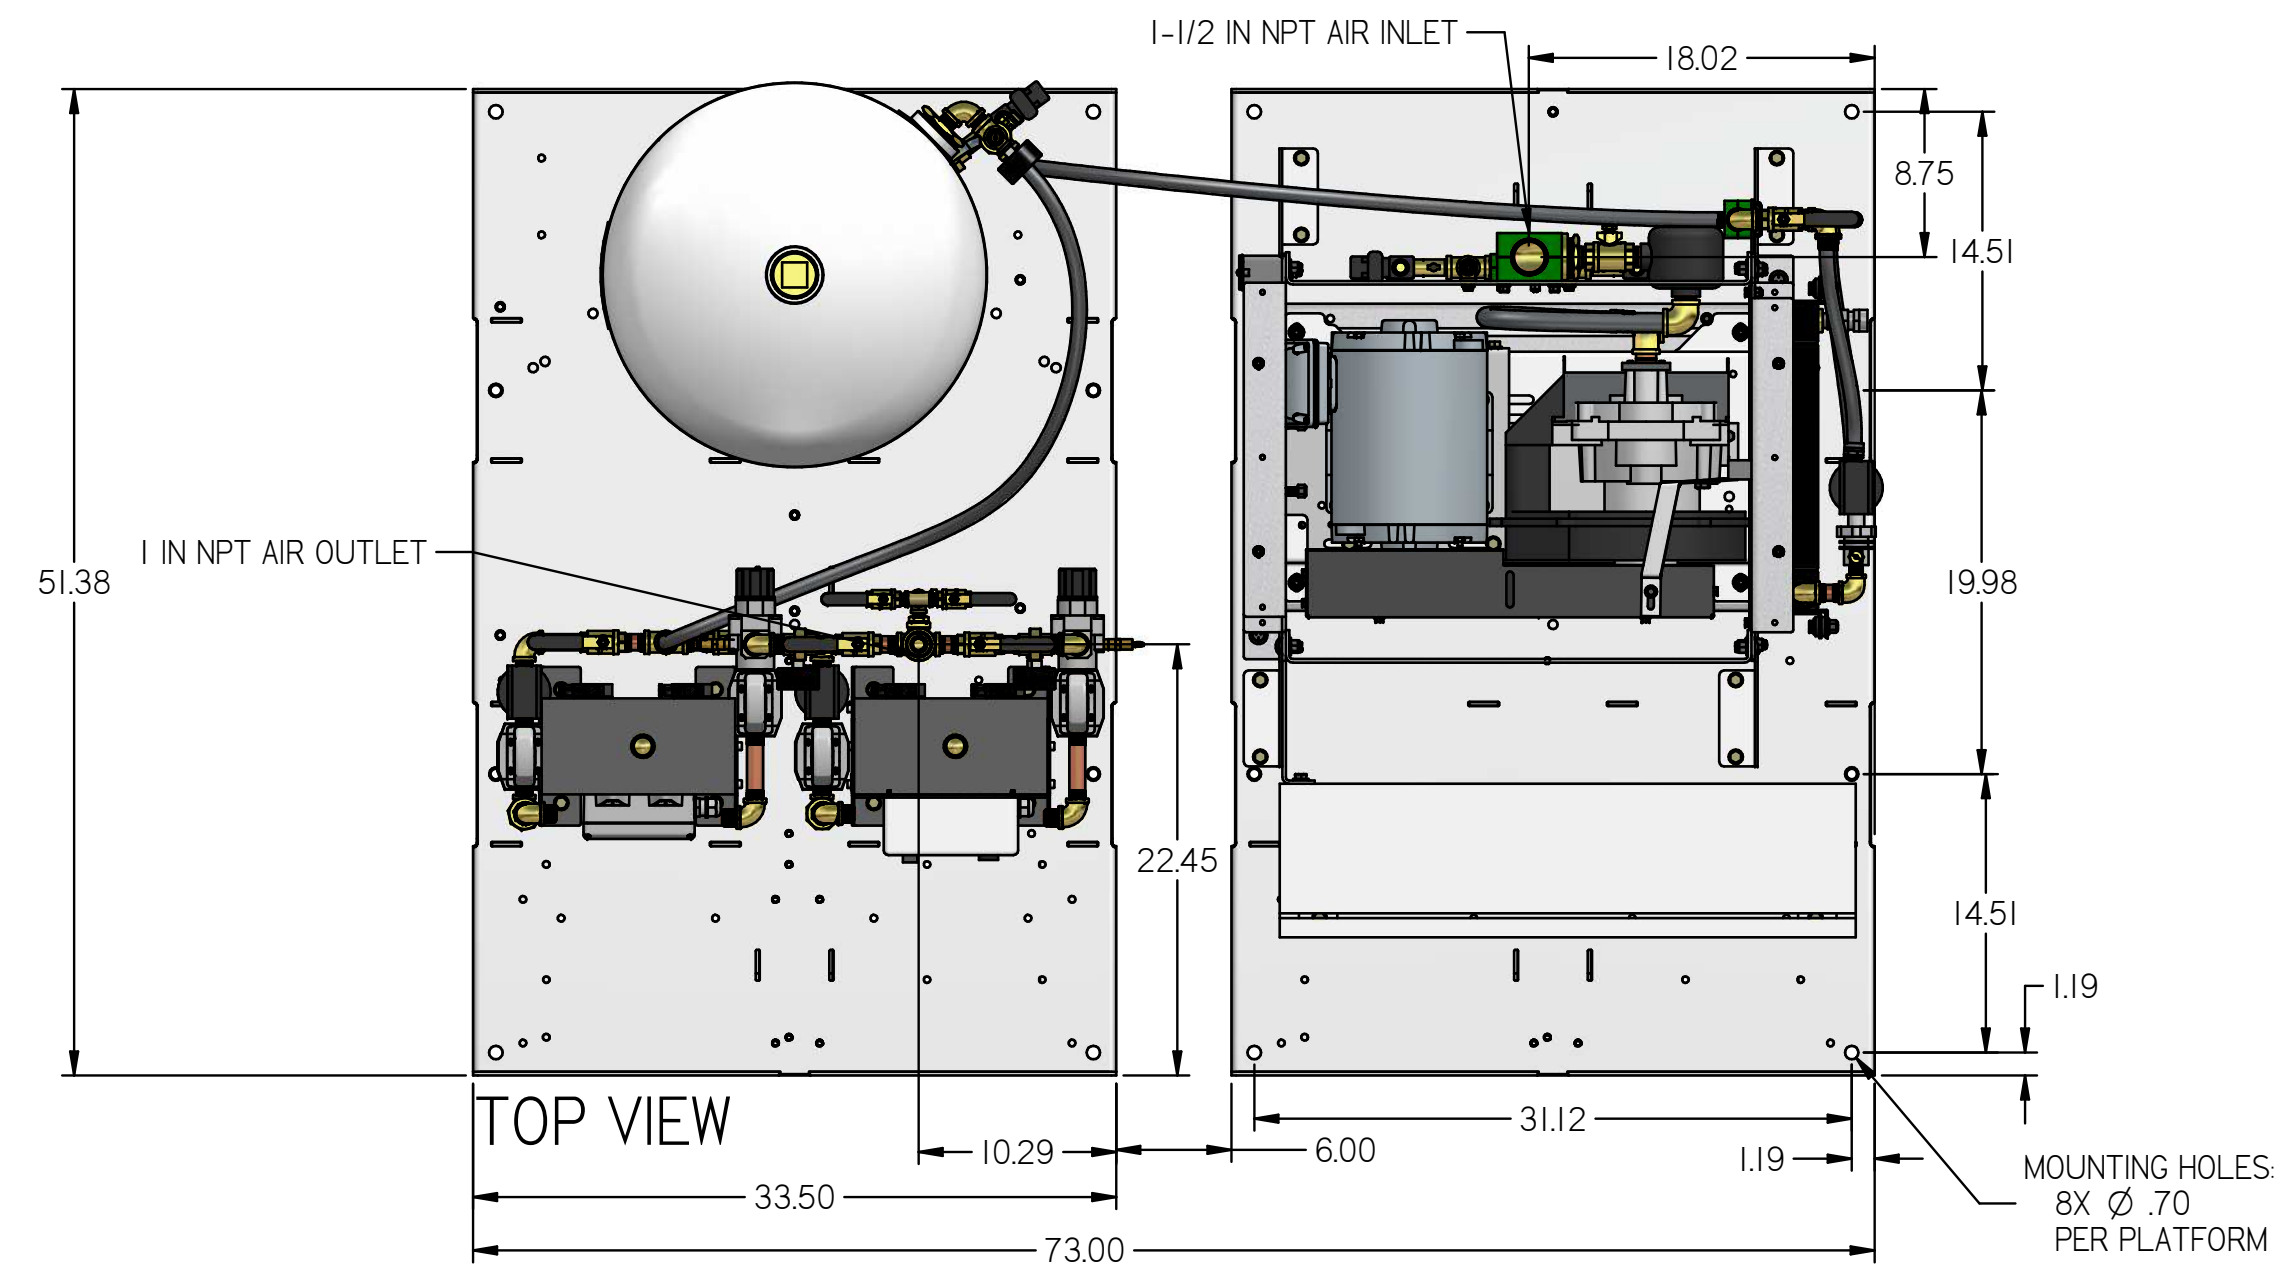 1-1/2 IN NPT AIR INLET
18.02
8.75
14.51
1 IN NPT AIR OUTLET
51.38
19.98
22.45
14.51
1.19
TOP VIEW
31.12
10.29
6.00
1.19
33.50
73.00
MOUNTING HOLES:
8X Ø .70
PER PLATFORM